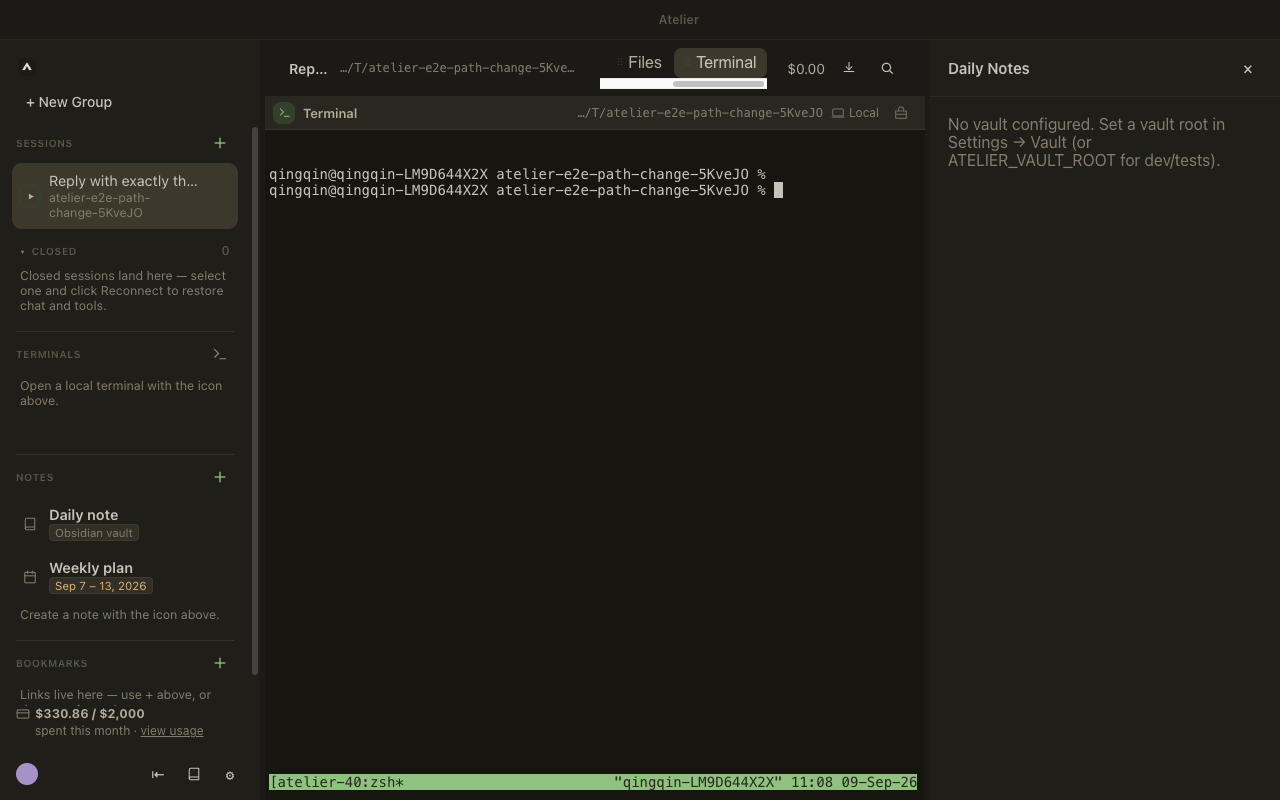 Atelier
+ New Group
SESSIONS
Reply with exactly th...
atelier-e2e-path-
change-5KveJO
CLOSED 0
Closed sessions land here — select
one and click Reconnect to restore
chat and tools.
TERMINALS
Open a local terminal with the icon
above.
NOTES
Daily note
Obsidian vault
Weekly plan
Sep 7 – 13, 2026
Create a note with the icon above.
BOOKMARKS
Links live here — use + above, or
$330.86 / $2,000
spent this month · view usage
Rep... …/T/atelier-e2e-path-change-5Kve… Files Terminal $0.00
Terminal …/T/atelier-e2e-path-change-5KveJO Local
qingqin@qingqin-LM9D644X2X atelier-e2e-path-change-5KveJO %
qingqin@qingqin-LM9D644X2X atelier-e2e-path-change-5KveJO %
[atelier-40:zsh* "qingqin-LM9D644X2X" 11:08 09-Sep-26
Daily Notes
No vault configured. Set a vault root in
Settings → Vault (or
ATELIER_VAULT_ROOT for dev/tests).